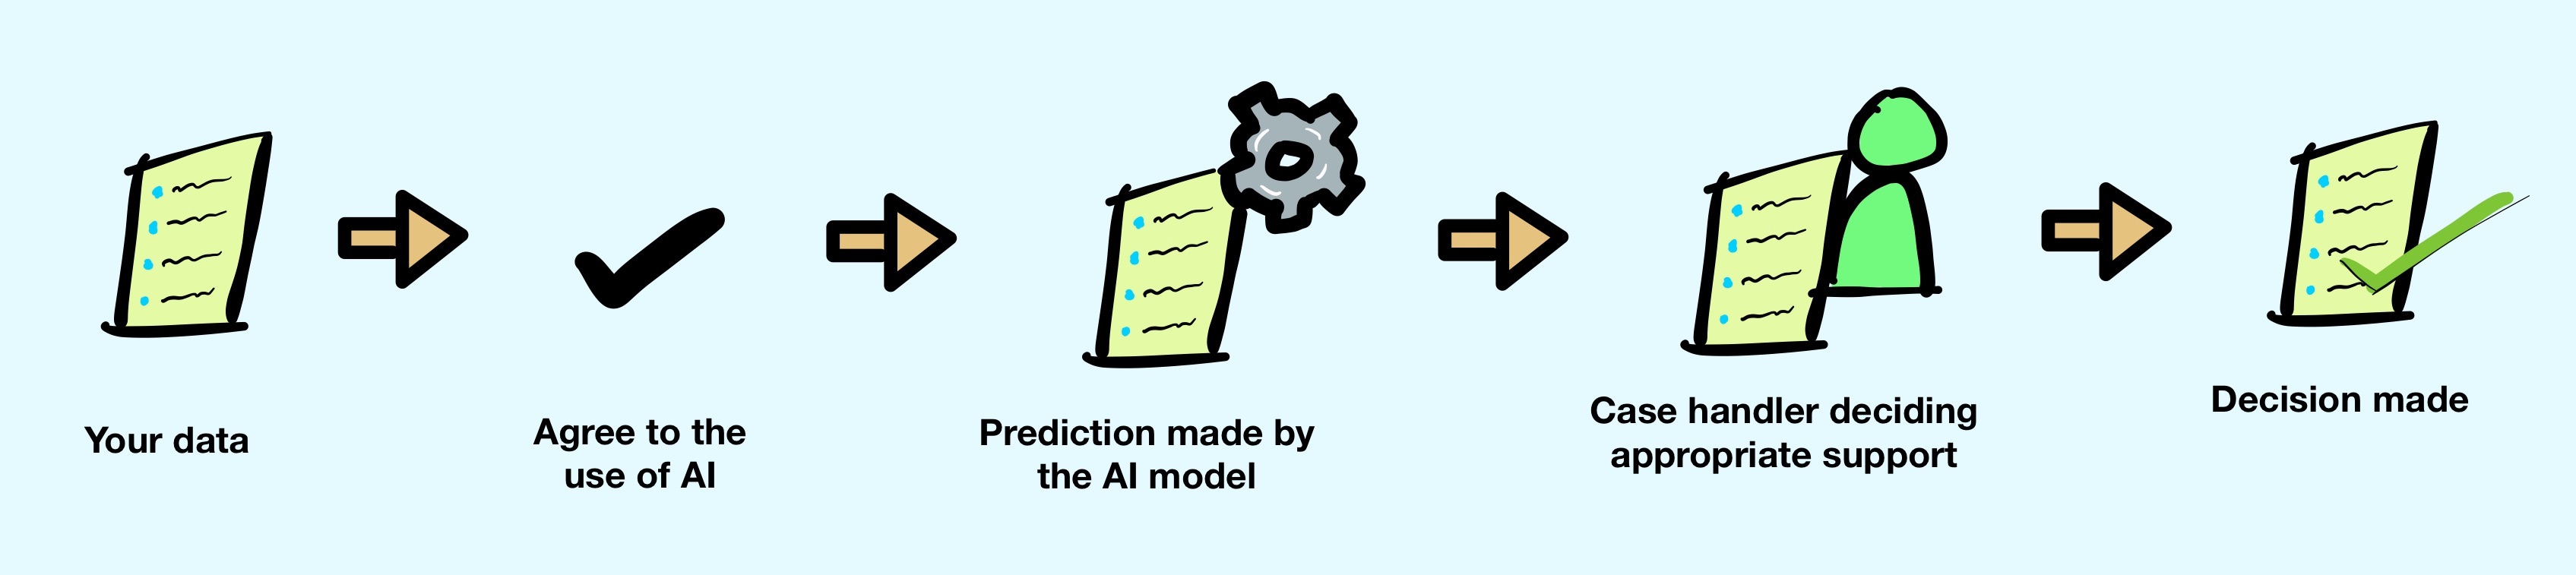 Your data
Agree to the
use of AI
Prediction made by
the AI model
Case handler deciding
appropriate support
Decision made